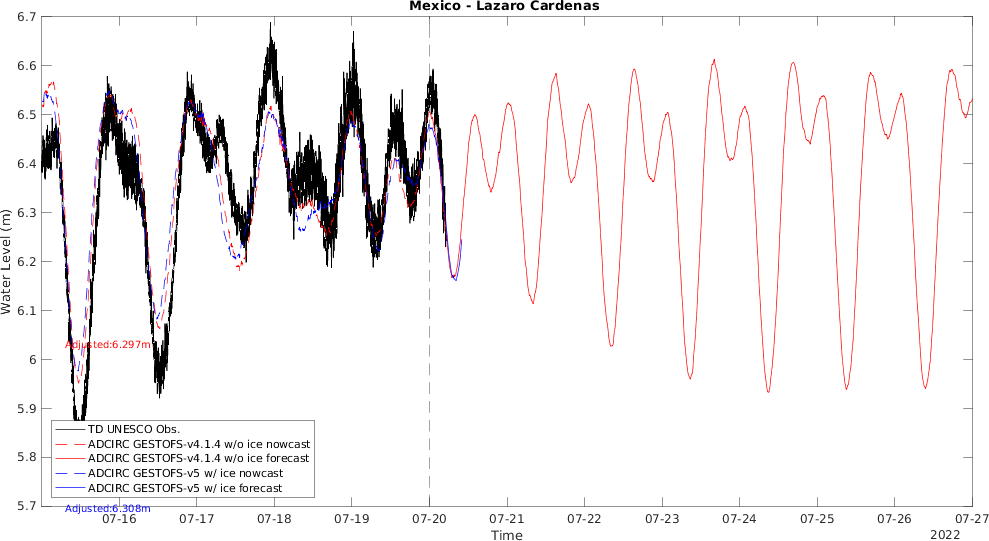 Mexico - Lazaro Cardenas
6.7
6.6
6.5
6.4
6.3
6.2
6.1
6
5.9
5.8
5.7
Water Level (m)
Adjusted:6.297m
TD UNESCO Obs.
ADCIRC GESTOFS-v4.1.4 w/o ice nowcast
ADCIRC GESTOFS-v4.1.4 w/o ice forecast
ADCIRC GESTOFS-v5 w/ ice nowcast
ADCIRC GESTOFS-v5 w/ ice forecast
Adjusted:6.308m
07-16 07-17 07-18 07-19 07-20 07-21 07-22 07-23 07-24 07-25 07-26 07-27
Time
2022